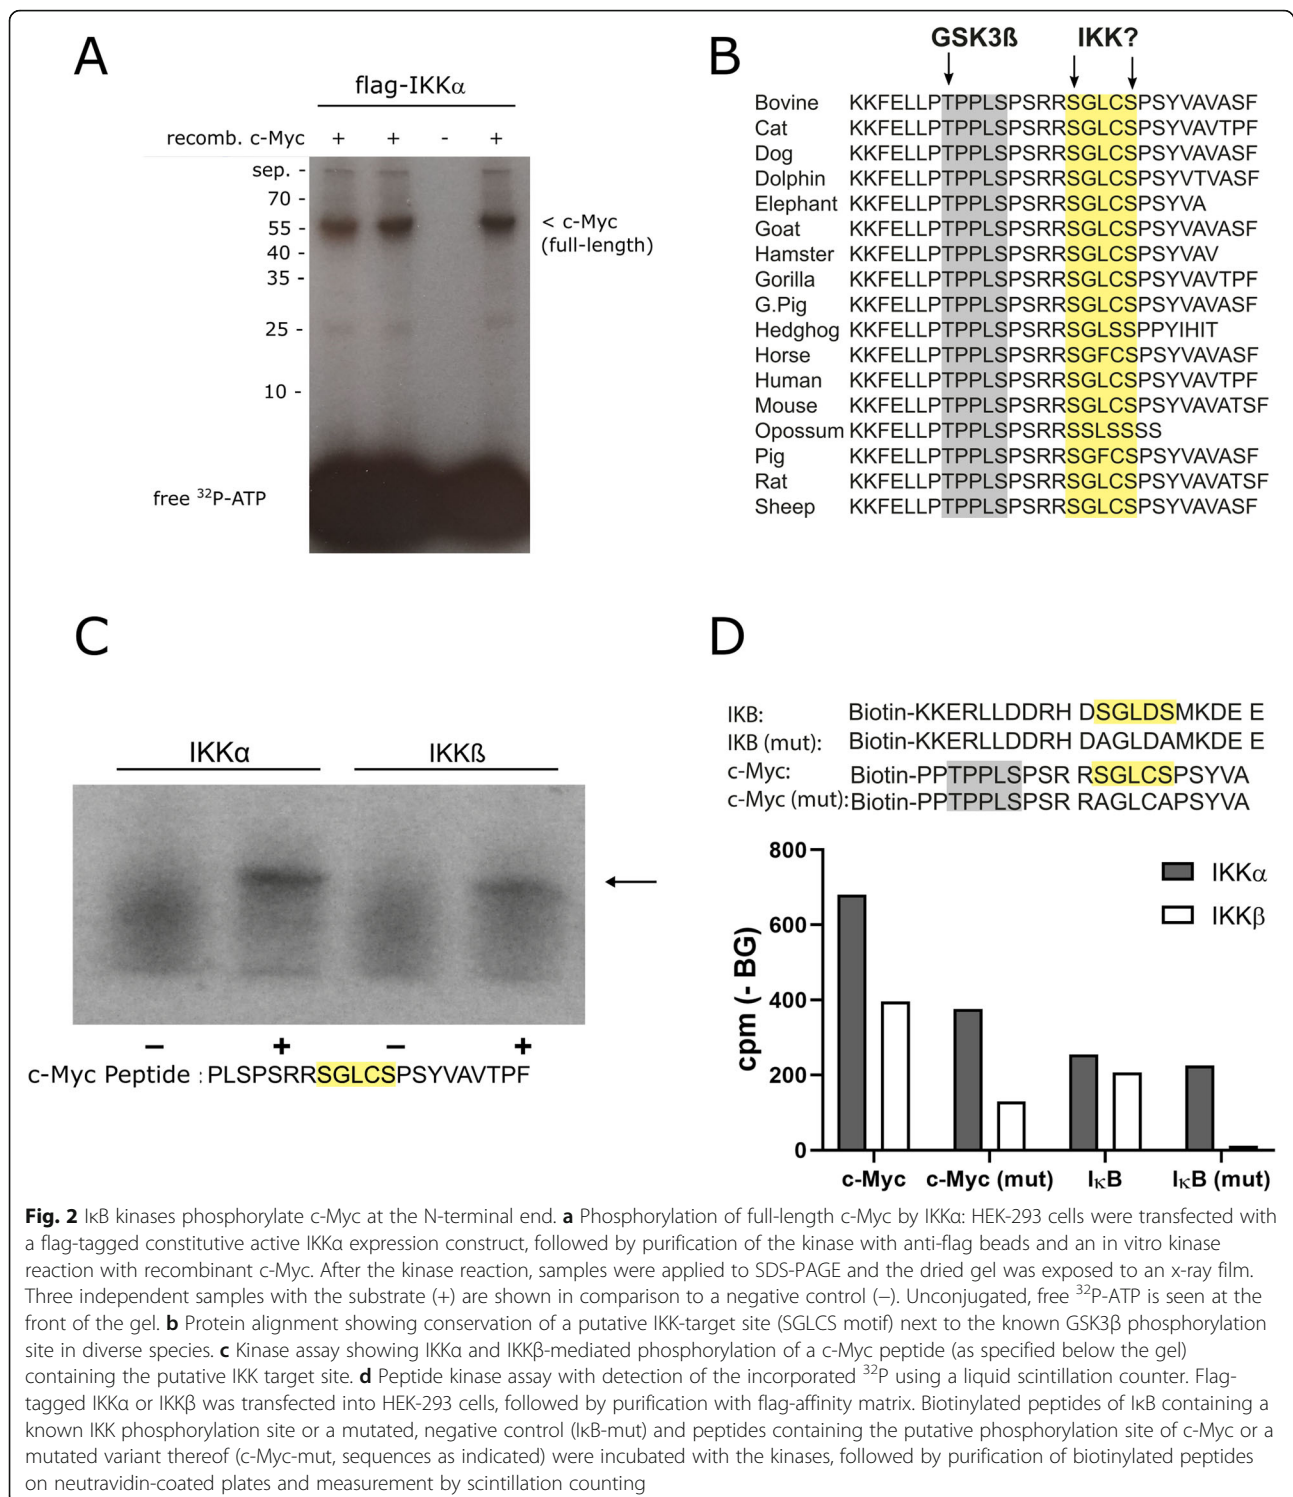 A
flag-IKKα
recomb. c-Myc + + - +
sep. -
70 -
55 -
40 -
35 -
25 -
10 -
< c-Myc
(full-length)
free ³²P-ATP
B
GSK3ß IKK?
Bovine KKFELLPTPPLSPSRRSGLCSPSYVAVASF
Cat KKFELLPTPPLSPSRRSGLCSPSYVAVTPF
Dog KKFELLPTPPLSPSRRSGLCSPSYVAVASF
Dolphin KKFELLPTPPLSPSRRSGLCSPSYVTVASF
Elephant KKFELLPTPPLSPSRRSGLCSPSYVA
Goat KKFELLPTPPLSPSRRSGLCSPSYVAVASF
Hamster KKFELLPTPPLSPSRRSGLCSPSYVAV
Gorilla KKFELLPTPPLSPSRRSGLCSPSYVAVTPF
G.Pig KKFELLPTPPLSPSRRSGLCSPSYVAVASF
Hedghog KKFELLPTPPLSPSRRSGLSSPPYIHIT
Horse KKFELLPTPPLSPSRRSGFCSPSYVAVASF
Human KKFELLPTPPLSPSRRSGLCSPSYVAVTPF
Mouse KKFELLPTPPLSPSRRSGLCSPSYVAVATSF
Opossum KKFELLPTPPLSPSRRSSLSSSS
Pig KKFELLPTPPLSPSRRSGFCSPSYVAVASF
Rat KKFELLPTPPLSPSRRSGLCSPSYVAVATSF
Sheep KKFELLPTPPLSPSRRSGLCSPSYVAVASF
C
IKKα IKKß
− + − +
c-Myc Peptide : PLSPSRRSGLCSPSYVAVTPF
D
IKB: Biotin-KKERLLDDRH DSGLDSMKDE E
IKB (mut): Biotin-KKERLLDDRH DAGLDAMKDE E
c-Myc: Biotin-PPTPPLSPSR RSGLCSPSYVA
c-Myc (mut): Biotin-PPTPPLSPSR RAGLCAPSYVA
cpm (- BG)
800
600
400
200
0
IKKα
IKKβ
c-Myc c-Myc (mut) IκB IκB (mut)
Fig. 2 IκB kinases phosphorylate c-Myc at the N-terminal end. a Phosphorylation of full-length c-Myc by IKKα: HEK-293 cells were transfected with
a flag-tagged constitutive active IKKα expression construct, followed by purification of the kinase with anti-flag beads and an in vitro kinase
reaction with recombinant c-Myc. After the kinase reaction, samples were applied to SDS-PAGE and the dried gel was exposed to an x-ray film.
Three independent samples with the substrate (+) are shown in comparison to a negative control (−). Unconjugated, free ³²P-ATP is seen at the
front of the gel. b Protein alignment showing conservation of a putative IKK-target site (SGLCS motif) next to the known GSK3β phosphorylation
site in diverse species. c Kinase assay showing IKKα and IKKβ-mediated phosphorylation of a c-Myc peptide (as specified below the gel)
containing the putative IKK target site. d Peptide kinase assay with detection of the incorporated ³²P using a liquid scintillation counter. Flag-
tagged IKKα or IKKβ was transfected into HEK-293 cells, followed by purification with flag-affinity matrix. Biotinylated peptides of IκB containing a
known IKK phosphorylation site or a mutated, negative control (IκB-mut) and peptides containing the putative phosphorylation site of c-Myc or a
mutated variant thereof (c-Myc-mut, sequences as indicated) were incubated with the kinases, followed by purification of biotinylated peptides
on neutravidin-coated plates and measurement by scintillation counting